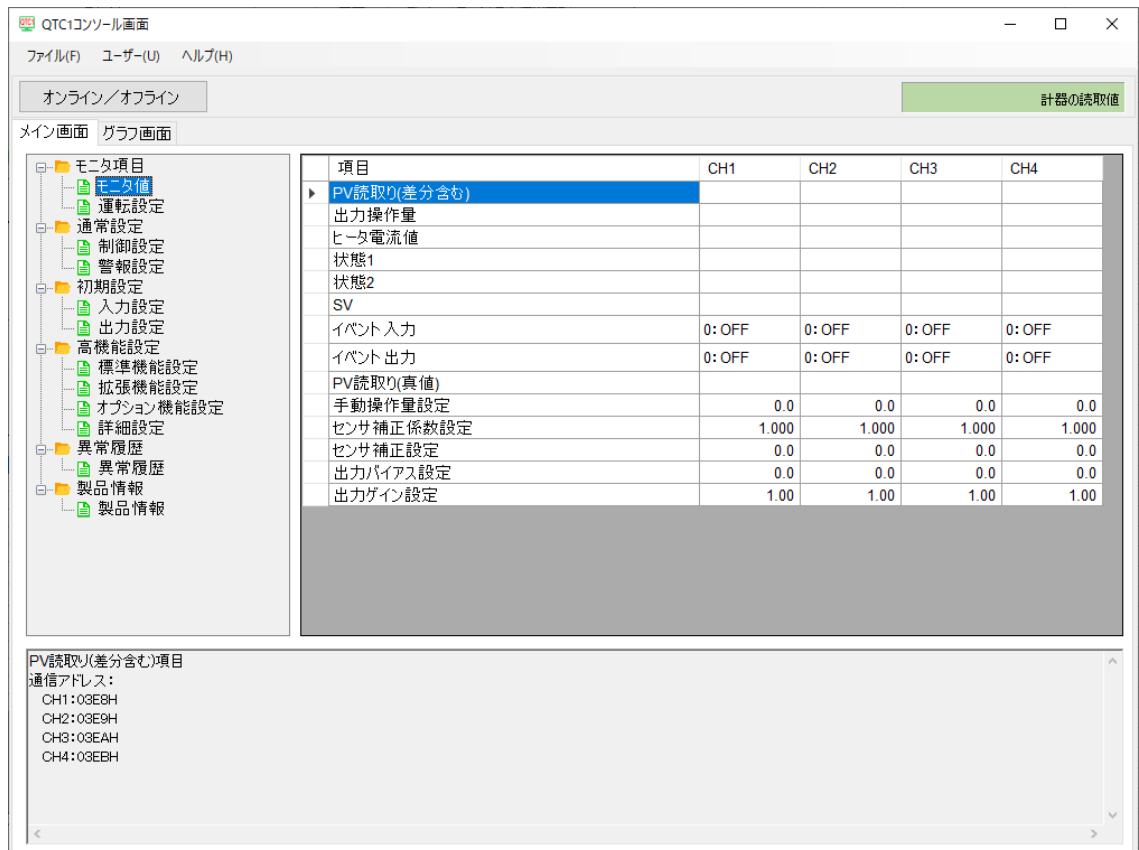 QTC1コンソール画面
ファイル(F) ユーザー(U) ヘルプ(H)
オンライン／オフライン
計器の読取値
メイン画面 グラフ画面
モニタ項目
モニタ値
運転設定
通常設定
制御設定
警報設定
初期設定
入力設定
出力設定
高機能設定
標準機能設定
拡張機能設定
オプション機能設定
詳細設定
異常履歴
異常履歴
製品情報
製品情報
項目 CH1 CH2 CH3 CH4
PV読取り(差分含む)
出力操作量
ヒータ電流値
状態1
状態2
SV
イベント入力 0:OFF 0:OFF 0:OFF 0:OFF
イベント出力 0:OFF 0:OFF 0:OFF 0:OFF
PV読取り(真値)
手動操作量設定 0.0 0.0 0.0 0.0
センサ補正係数設定 1.000 1.000 1.000 1.000
センサ補正設定 0.0 0.0 0.0 0.0
出力バイアス設定 0.0 0.0 0.0 0.0
出力ゲイン設定 1.00 1.00 1.00 1.00
PV読取り(差分含む)項目
通信アドレス:
CH1:03E8H
CH2:03E9H
CH3:03EAH
CH4:03EBH